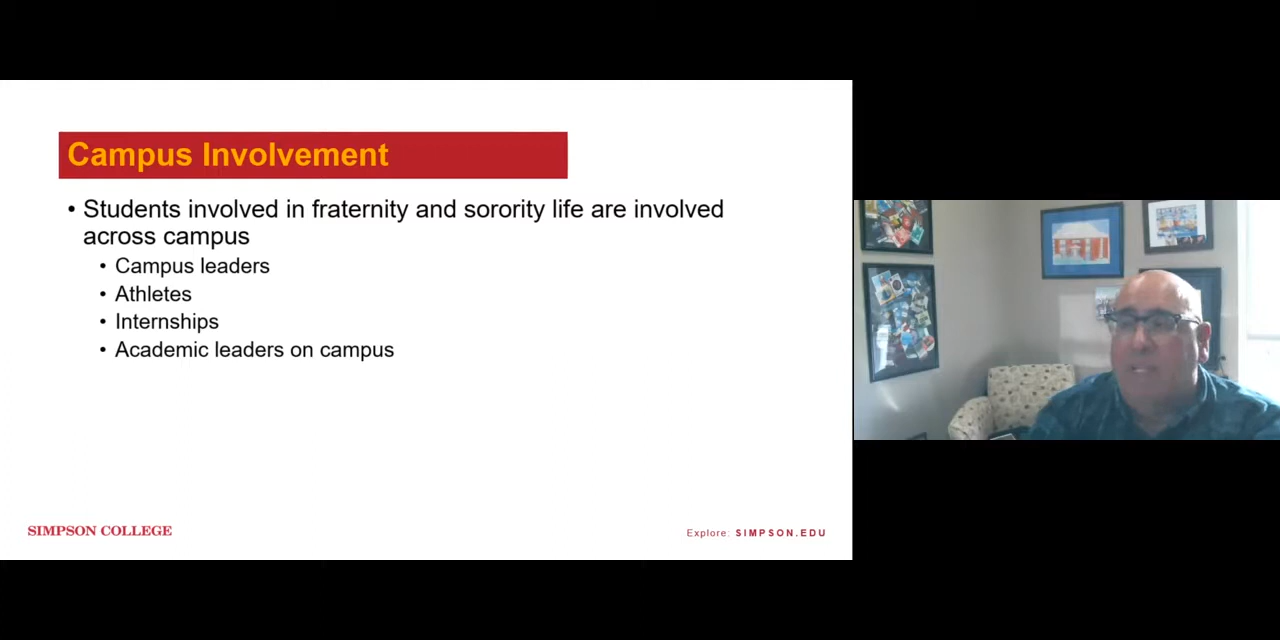 Campus Involvement
• Students involved in fraternity and sorority life are involved
across campus
• Campus leaders
• Athletes
• Internships
• Academic leaders on campus
SIMPSON COLLEGE
Explore: SIMPSON.EDU